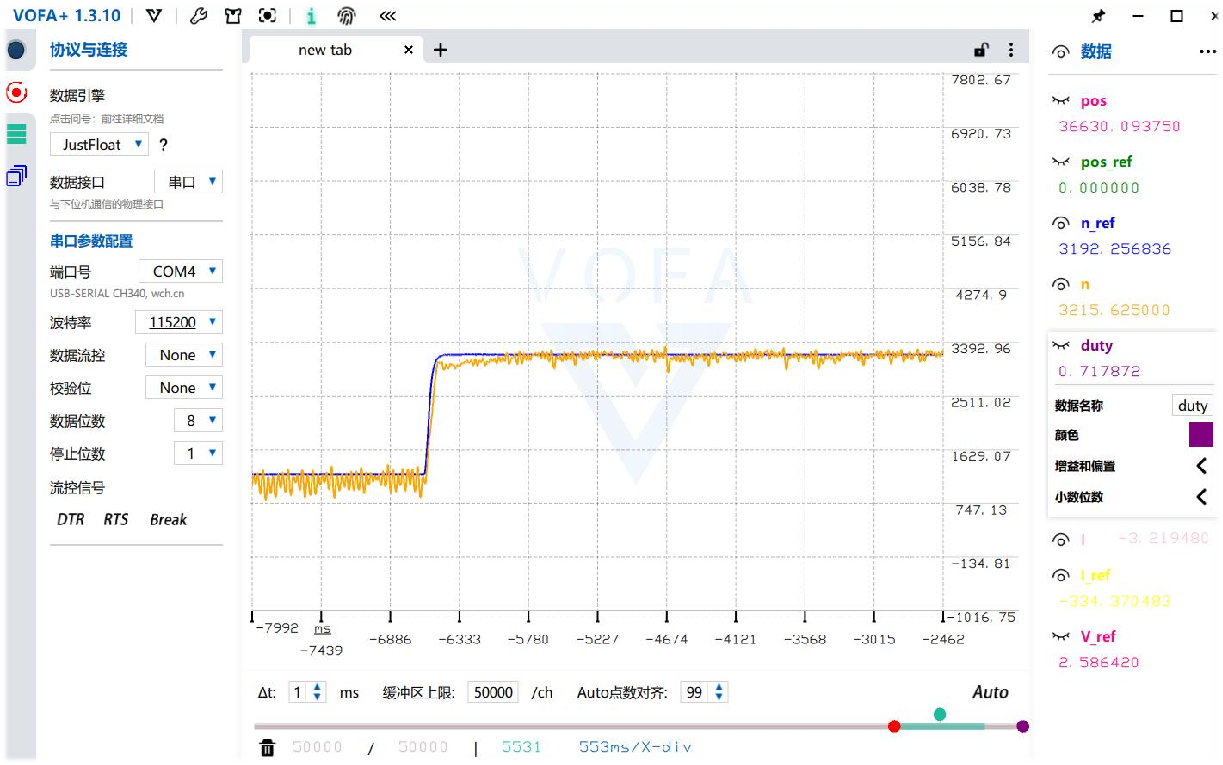 VOFA+ 1.3.10
协议与连接
数据引擎
点击问号：前往详细文档
JustFloat ?
数据接口 串口
与下位机通信的物理接口
串口参数配置
端口号 COM4
USB-SERIAL CH340, wch.cn
波特率 115200
数据流控 None
校验位 None
数据位数 8
停止位数 1
流控信号
DTR RTS Break
new tab
VOFA
7802.67
6920.73
6038.78
5156.84
4274.9
3392.96
2511.02
1625.07
747.13
-134.81
-1016.75
-7992 ms
-7439
-6886 -6333 -5780 -5227 -4674 -4121 -3568 -3015 -2462
Δt: 1 ms 缓冲区上限: 50000 /ch Auto点数对齐: 99 Auto
50000 / 50000 | 5531 553ms/X-div
数据
pos
36630.093750
pos_ref
0.000000
n_ref
3192.256836
n
3215.625000
duty
0.717872
数据名称 duty
颜色
增益和偏置
小数位数
I -3.219480
I_ref
-334.370483
V_ref
2.586420